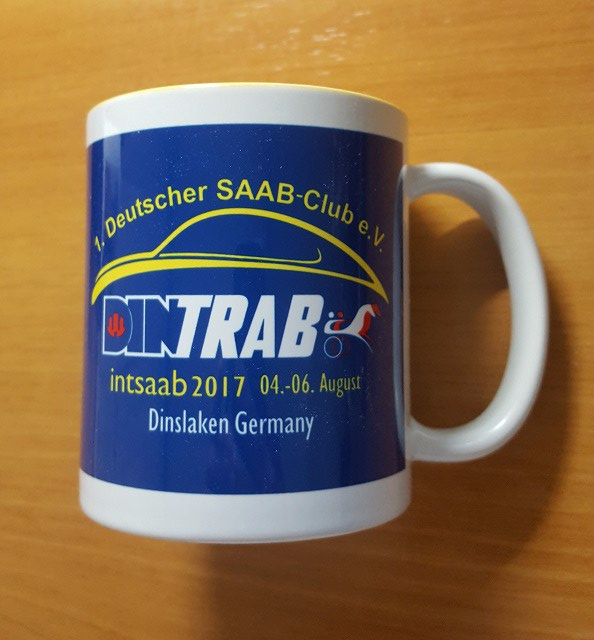 1. Deutscher SAAB-Club e.V.
DINTRAB
intsaab 2017 04.-06. August
Dinslaken Germany